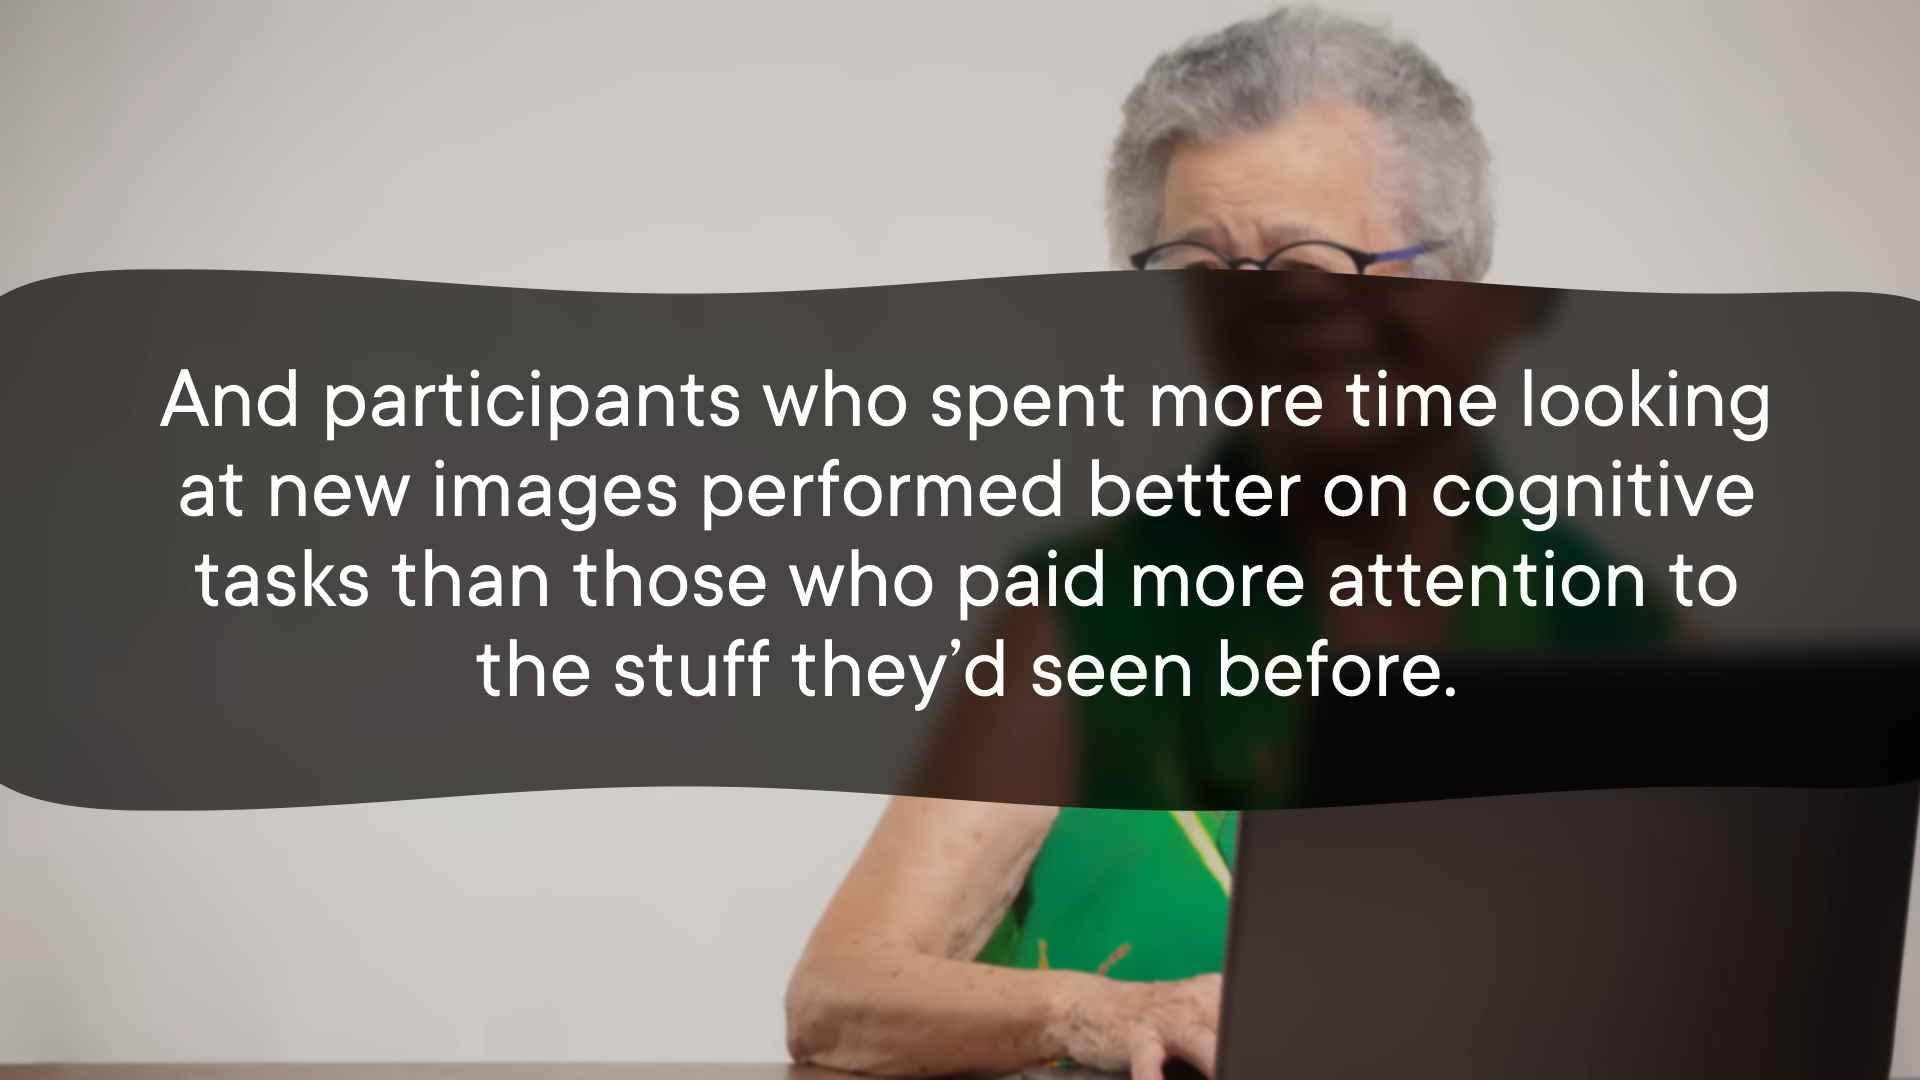 And participants who spent more time looking
at new images performed better on cognitive
tasks than those who paid more attention to
the stuff they’d seen before.